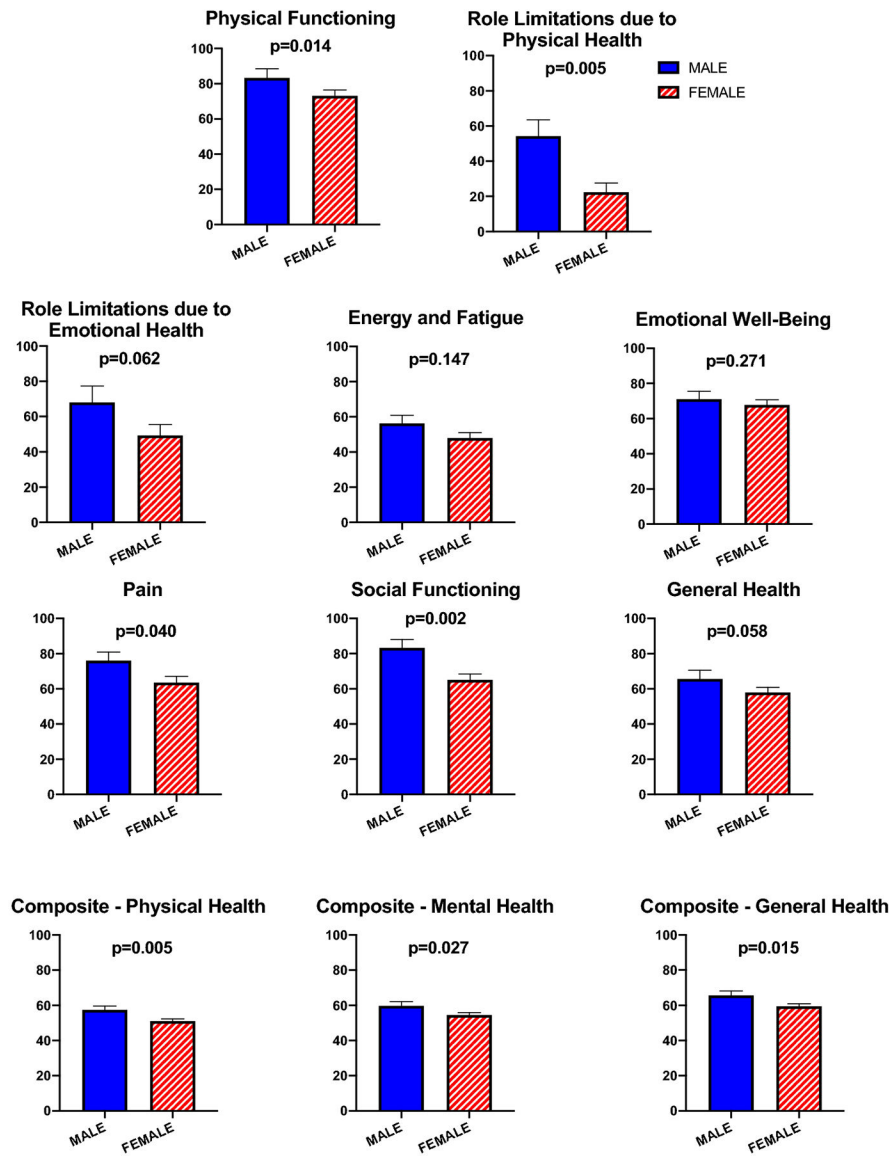 Physical Functioning
p=0.014
100
80
60
40
20
0
MALE
FEMALE
Role Limitations due to
Physical Health
p=0.005
100
80
60
40
20
0
MALE
FEMALE
MALE
FEMALE
Role Limitations due to
Emotional Health
p=0.062
100
80
60
40
20
0
MALE
FEMALE
Energy and Fatigue
p=0.147
100
80
60
40
20
0
MALE
FEMALE
Emotional Well-Being
p=0.271
100
80
60
40
20
0
MALE
FEMALE
Pain
p=0.040
100
80
60
40
20
0
MALE
FEMALE
Social Functioning
p=0.002
100
80
60
40
20
0
MALE
FEMALE
General Health
p=0.058
100
80
60
40
20
0
MALE
FEMALE
Composite - Physical Health
p=0.005
100
80
60
40
20
0
MALE
FEMALE
Composite - Mental Health
p=0.027
100
80
60
40
20
0
MALE
FEMALE
Composite - General Health
p=0.015
100
80
60
40
20
0
MALE
FEMALE